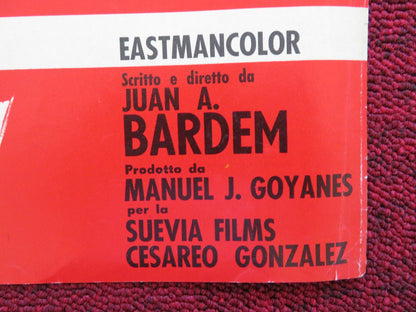 EASTMANCOLOR
Scritto e diretto da
JUAN A.
BARDEM
Prodotto da
MANUEL J. GOYANES
per la
SUEVIA FILMS
CESAREO GONZALEZ